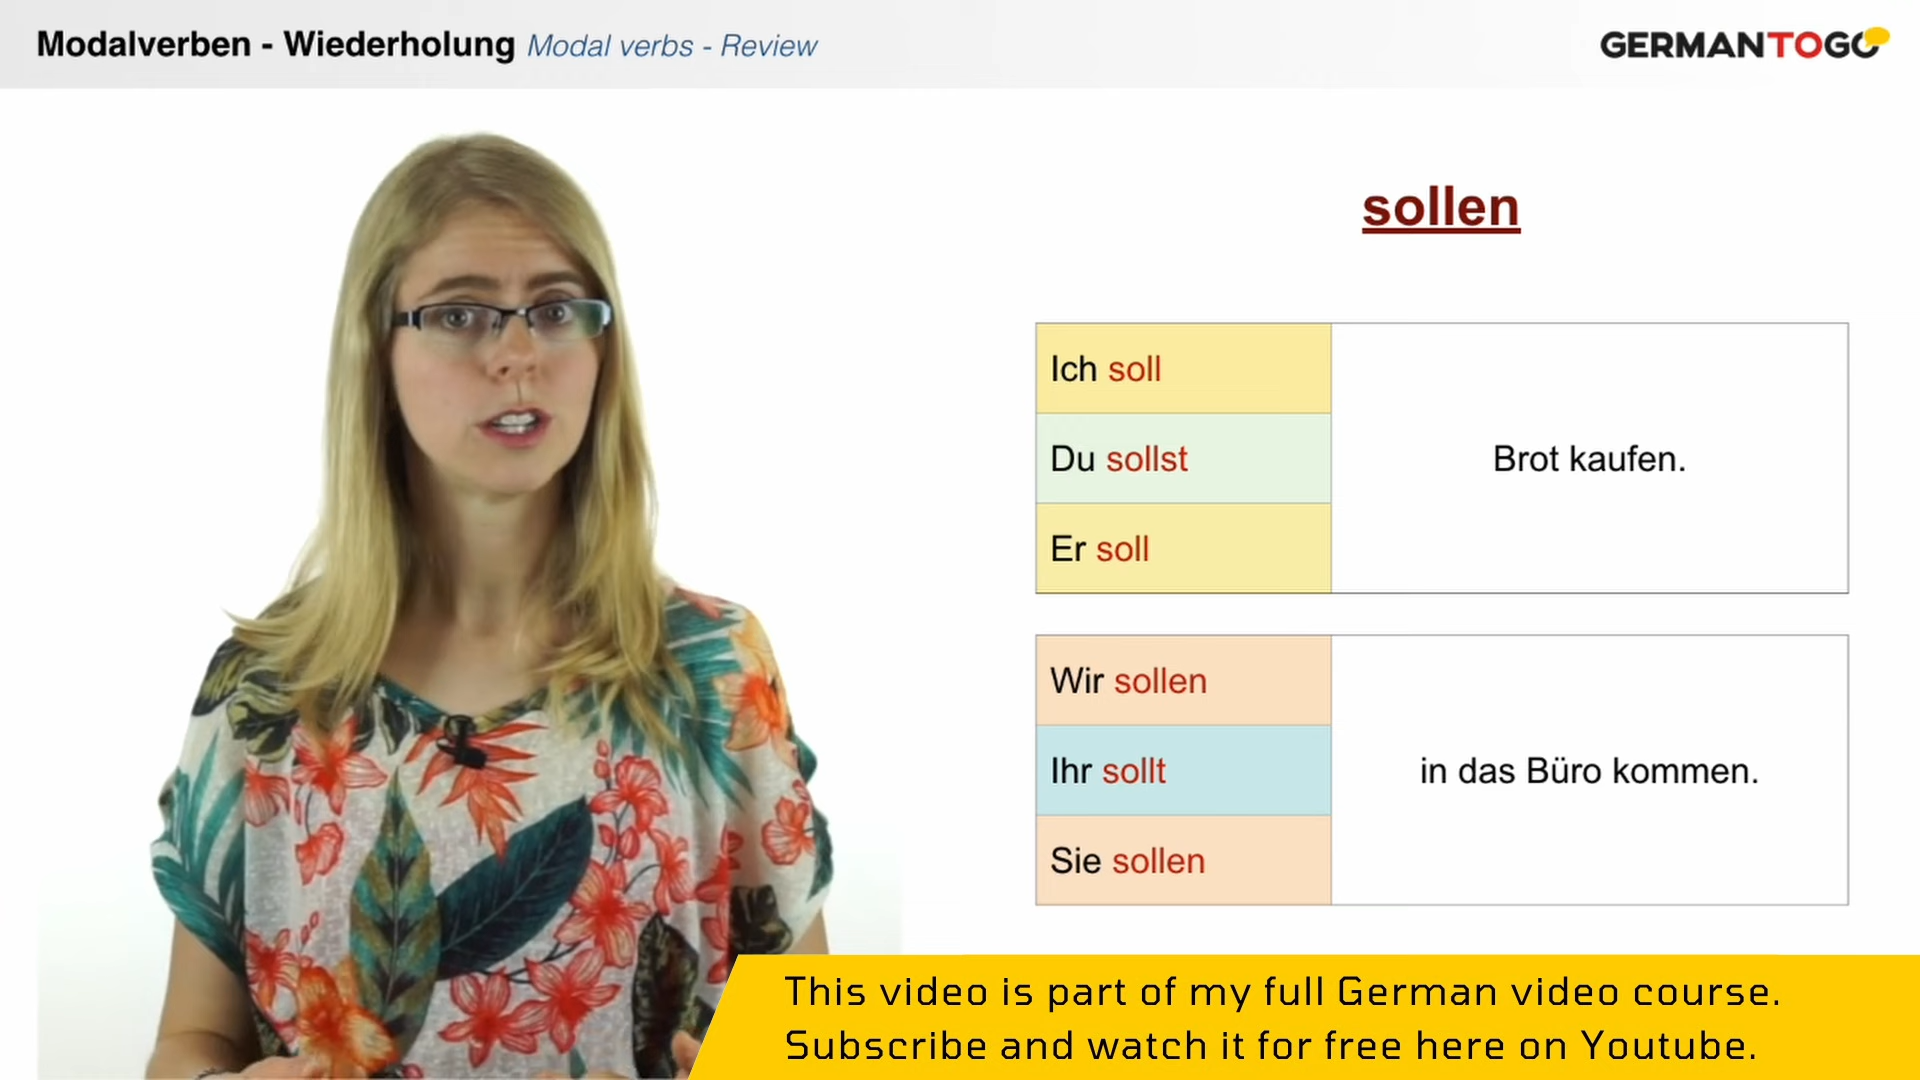 Modalverben - Wiederholung Modal verbs - Review
GERMANTOGO
sollen
Ich soll
Du sollst
Er soll
Brot kaufen.
Wir sollen
Ihr sollt
Sie sollen
in das Büro kommen.
This video is part of my full German video course.
Subscribe and watch it for free here on Youtube.